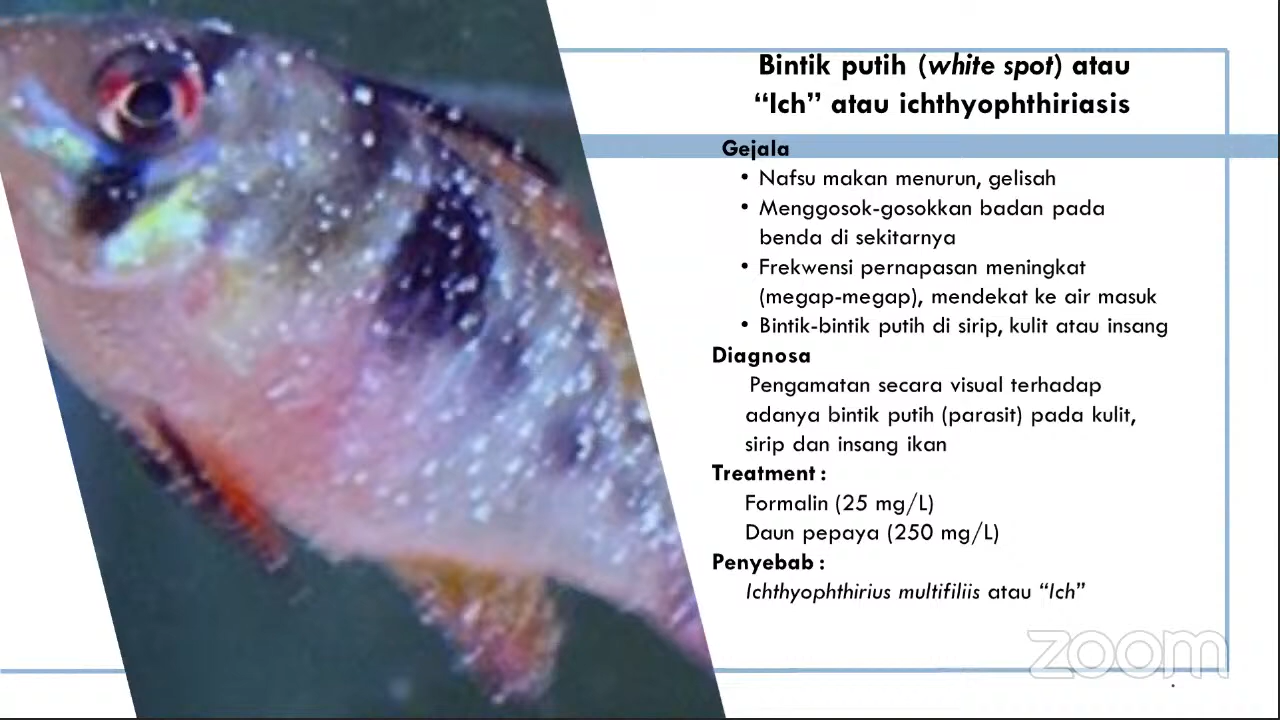 Bintik putih (white spot) atau
“Ich” atau ichthyophthiriasis
Gejala
• Nafsu makan menurun, gelisah
• Menggosok-gosokkan badan pada
benda di sekitarnya
• Frekwensi pernapasan meningkat
(megap-megap), mendekat ke air masuk
• Bintik-bintik putih di sirip, kulit atau insang
Diagnosa
Pengamatan secara visual terhadap
adanya bintik putih (parasit) pada kulit,
sirip dan insang ikan
Treatment :
Formalin (25 mg/L)
Daun pepaya (250 mg/L)
Penyebab :
Ichthyophthirius multifiliis atau “Ich”
zoom